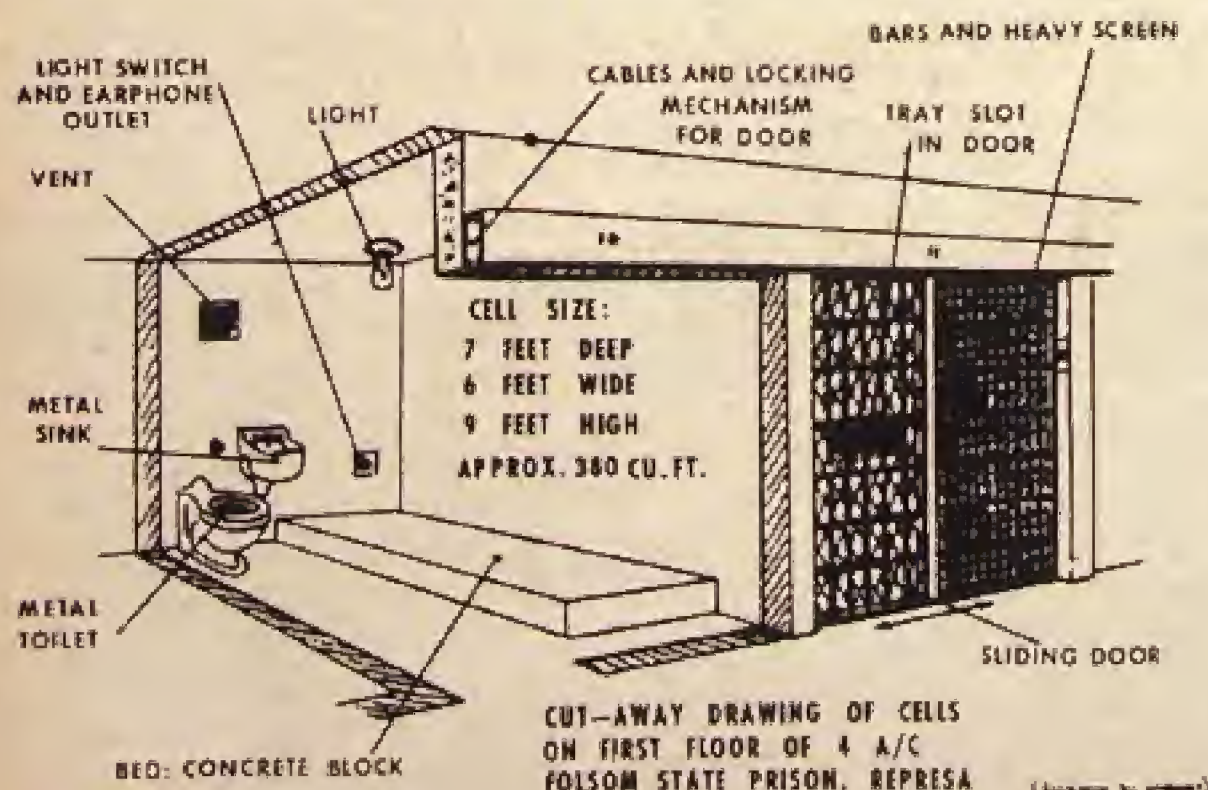 BARS AND HEAVY SCREEN
LIGHT SWITCH
AND EARPHONE
OUTLET
LIGHT
CABLES AND LOCKING
MECHANISM
FOR DOOR
TRAY SLOT
IN DOOR
VENT
CELL SIZE:
7 FEET DEEP
6 FEET WIDE
9 FEET HIGH
APPROX. 380 CU. FT.
METAL
SINK
METAL
TOILET
SLIDING DOOR
BED: CONCRETE BLOCK
CUT-AWAY DRAWING OF CELLS
ON FIRST FLOOR OF 4 A/C
FOLSOM STATE PRISON, REPRESA